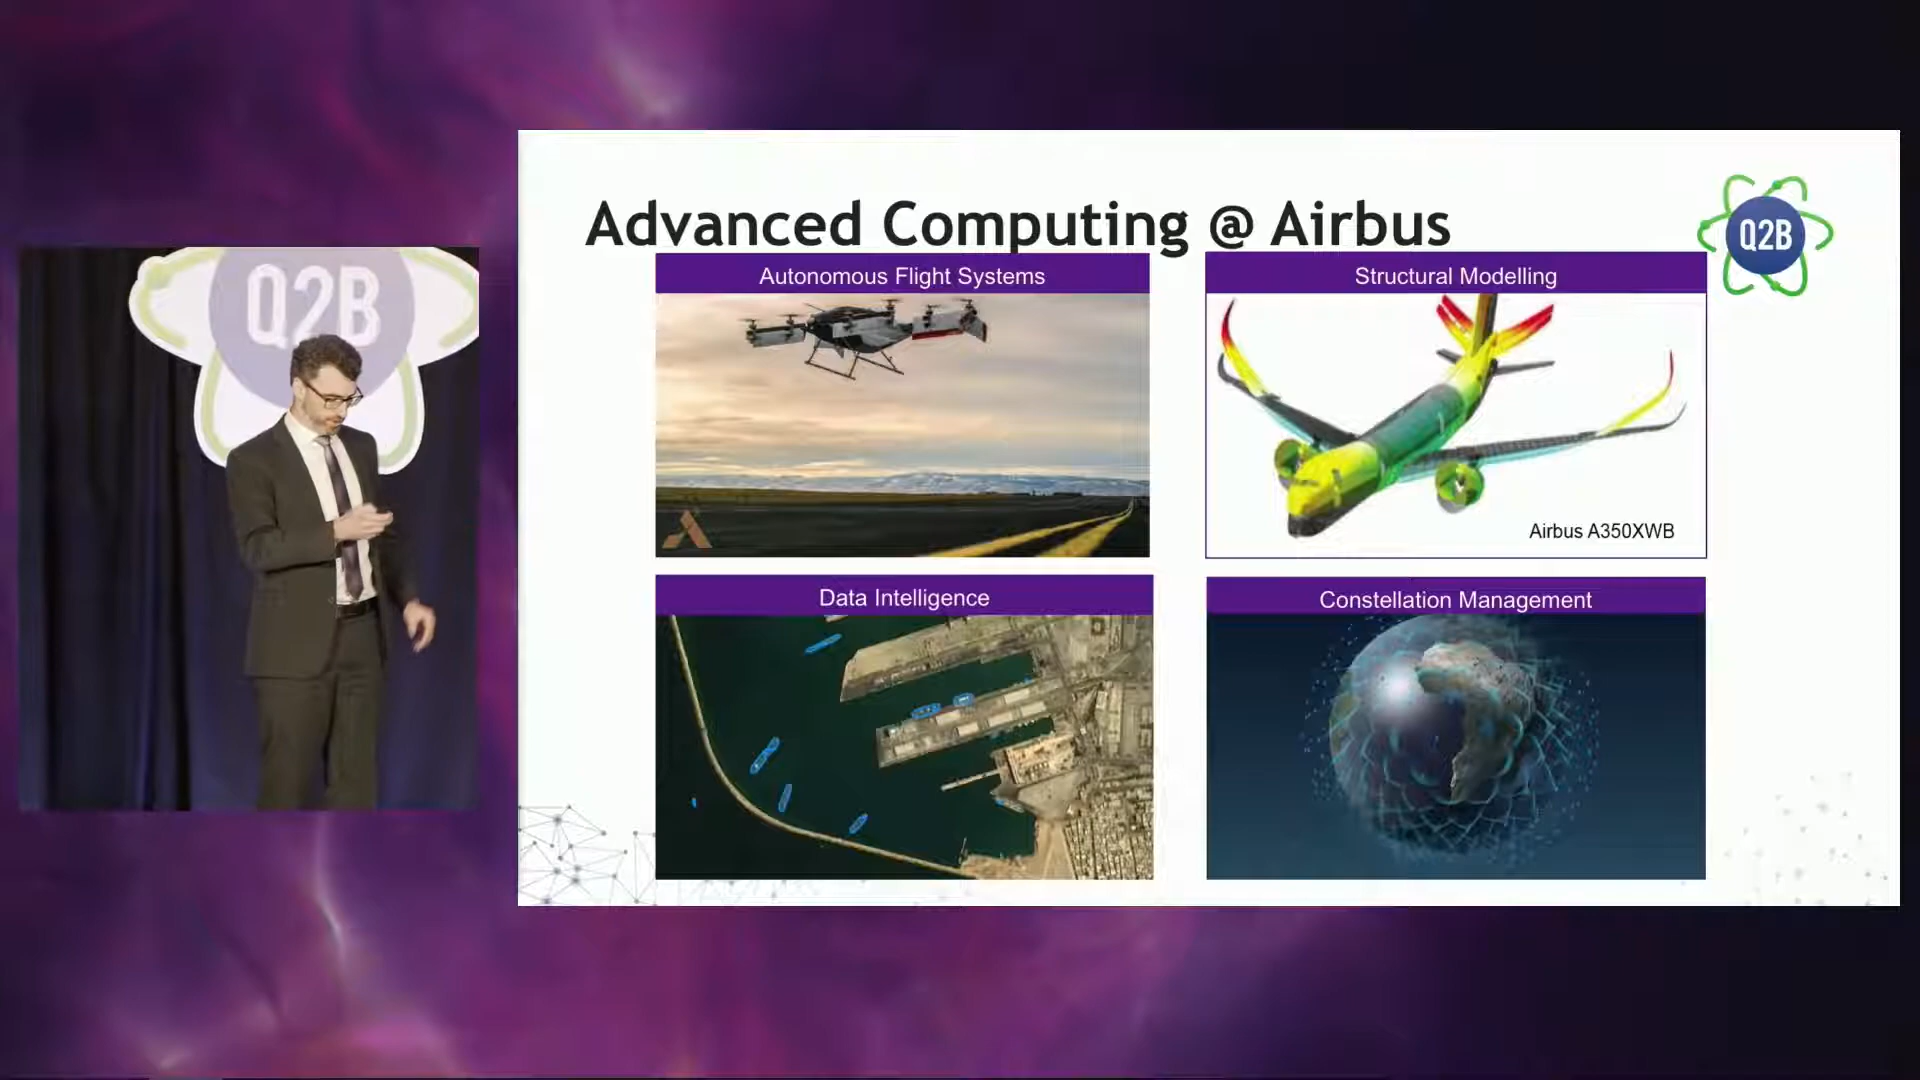 Q2B
Advanced Computing @ Airbus
Q2B
Autonomous Flight Systems
Structural Modelling
Airbus A350XWB
Data Intelligence
Constellation Management